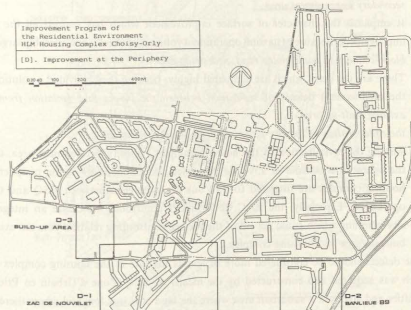 Improvement Program of
the Residential Environment
HLM Housing Complex Choisy-Orly
[D]. Improvement at the Periphery
D-3
BUILD-UP AREA
D-1
ZAC DE NOUVELET
D-2
BANLIEUE 89